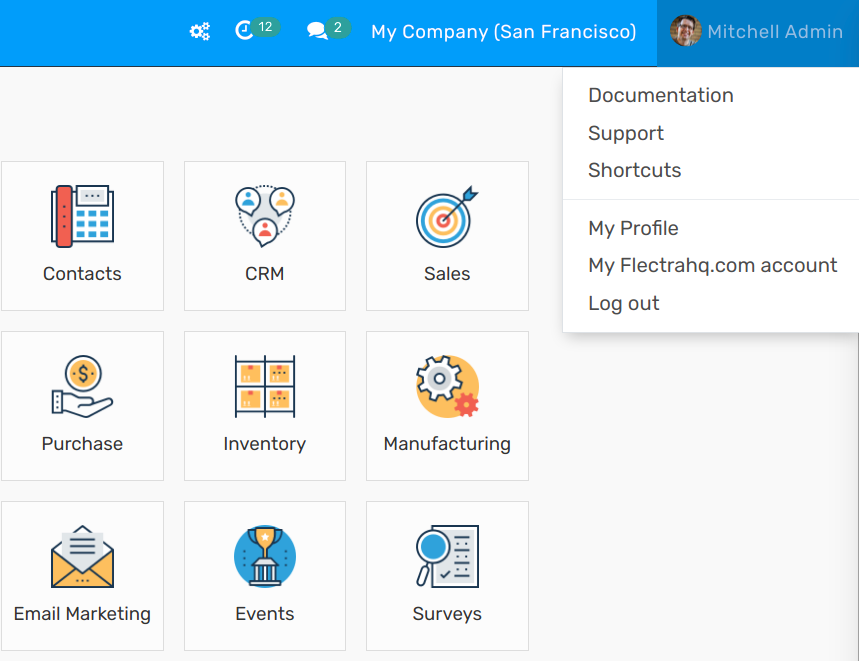 12
2
My Company (San Francisco)
Mitchell Admin
Documentation
Support
Shortcuts
My Profile
My Flectrahq.com account
Log out
Contacts
CRM
Sales
Purchase
Inventory
Manufacturing
Email Marketing
Events
Surveys